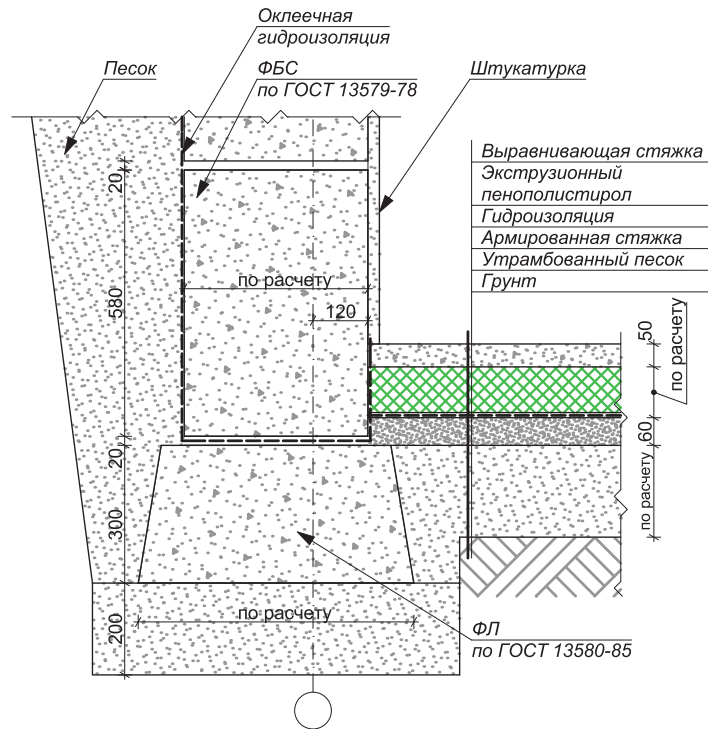 Оклеечная
гидроизоляция
Песок
ФБС
по ГОСТ 13579-78
Штукатурка
Выравнивающая стяжка
Экструзионный
пенополистирол
Гидроизоляция
Армированная стяжка
Утрамбованный песок
Грунт
20
580
20
300
200
по расчету
120
50
по расчету
60
по расчету
по расчету
ФЛ
по ГОСТ 13580-85